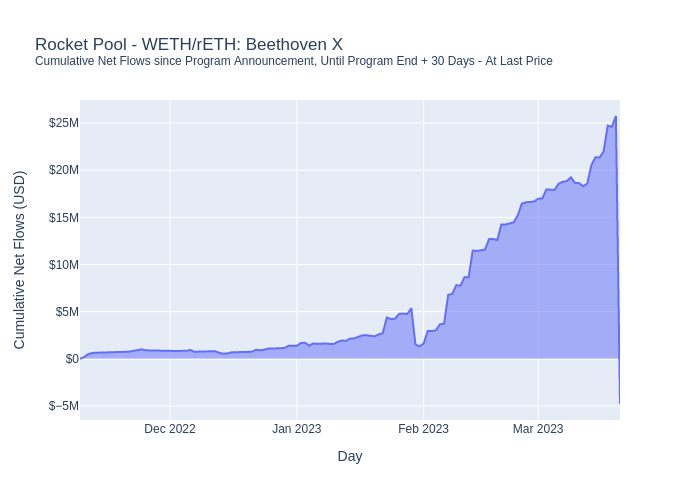 Rocket Pool - WETH/rETH: Beethoven X
Cumulative Net Flows since Program Announcement, Until Program End + 30 Days - At Last Price
$25M
$20M
$15M
$10M
$5M
$0
$−5M
Cumulative Net Flows (USD)
Dec 2022
Jan 2023
Feb 2023
Mar 2023
Day